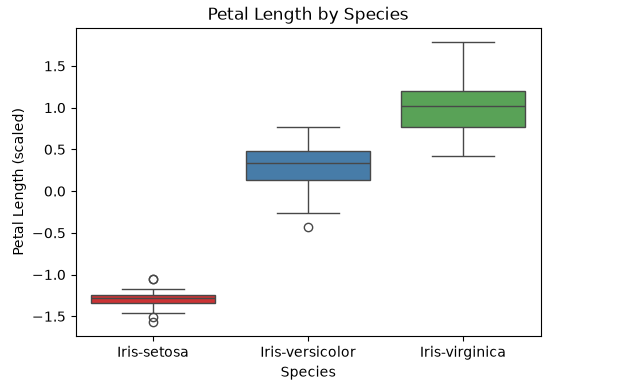 Petal Length by Species
Petal Length (scaled)
1.5
1.0
0.5
0.0
−0.5
−1.0
−1.5
Iris-setosa Iris-versicolor Iris-virginica
Species